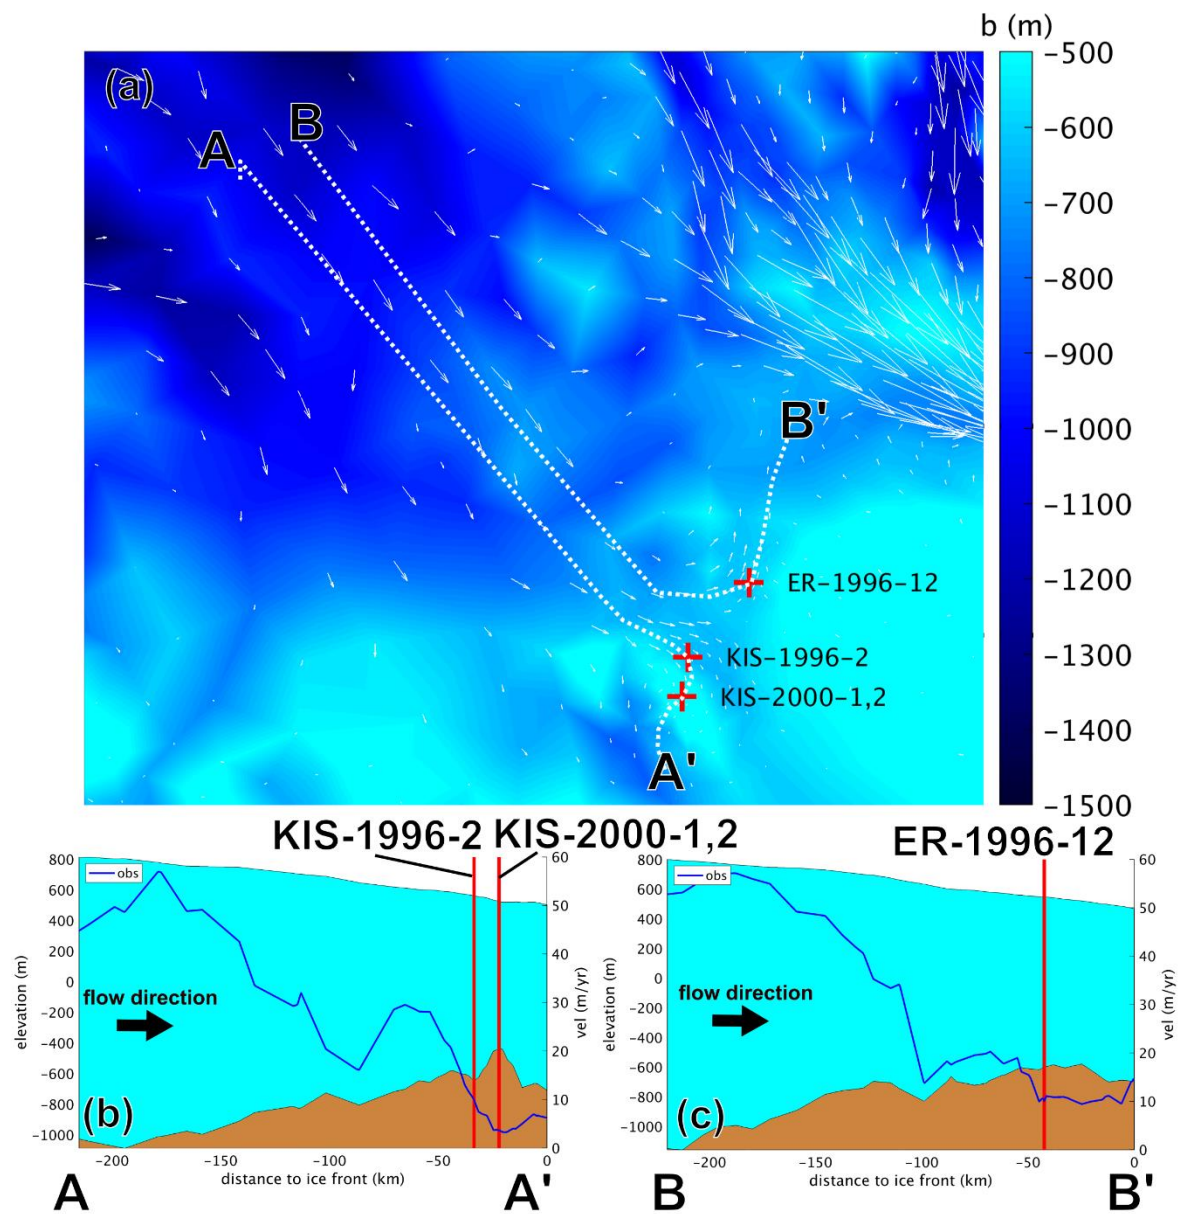 b (m)
(a)
A
B
B'
A'
ER-1996-12
KIS-1996-2
KIS-2000-1,2
-500
-600
-700
-800
-900
-1000
-1100
-1200
-1300
-1400
-1500
KIS-1996-2 KIS-2000-1,2
800
600
400
200
0
-200
-400
-600
-800
-1000
elevation (m)
obs
flow direction
(b)
60
50
40
30
20
10
0
vel (m/yr)
-200 -150 -100 -50 0
distance to ice front (km)
A A'
ER-1996-12
800
600
400
200
0
-200
-400
-600
-800
-1000
elevation (m)
obs
flow direction
(c)
60
50
40
30
20
10
0
vel (m/yr)
-200 -150 -100 -50 0
distance to ice front (km)
B B'